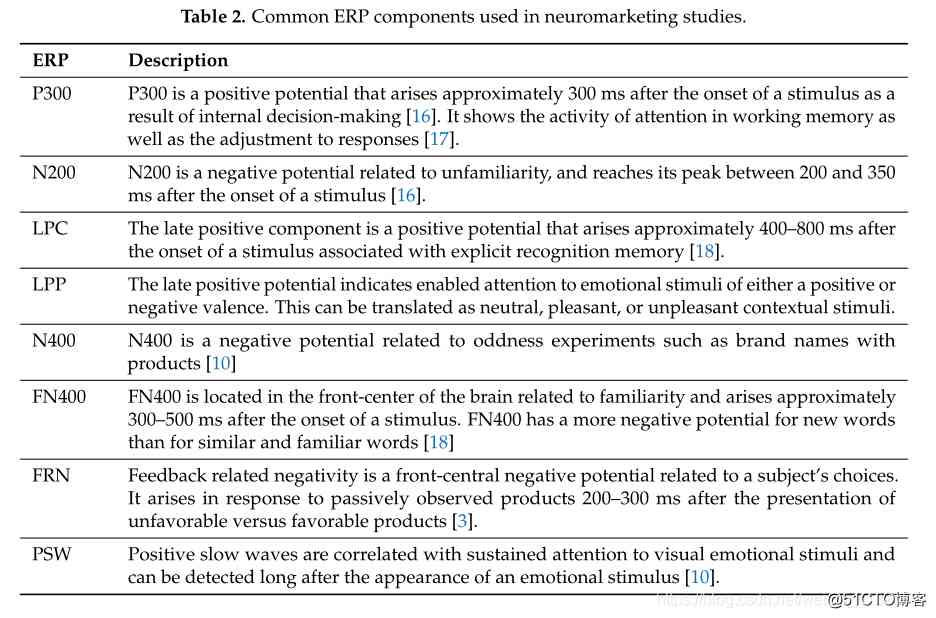 Table 2. Common ERP components used in neuromarketing studies.
ERP Description
P300 P300 is a positive potential that arises approximately 300 ms after the onset of a stimulus as a
result of internal decision-making [16]. It shows the activity of attention in working memory as
well as the adjustment to responses [17].
N200 N200 is a negative potential related to unfamiliarity, and reaches its peak between 200 and 350
ms after the onset of a stimulus [16].
LPC The late positive component is a positive potential that arises approximately 400–800 ms after
the onset of a stimulus associated with explicit recognition memory [18].
LPP The late positive potential indicates enabled attention to emotional stimuli of either a positive or
negative valence. This can be translated as neutral, pleasant, or unpleasant contextual stimuli.
N400 N400 is a negative potential related to oddness experiments such as brand names with
products [10]
FN400 FN400 is located in the front-center of the brain related to familiarity and arises approximately
300–500 ms after the onset of a stimulus. FN400 has a more negative potential for new words
than for similar and familiar words [18]
FRN Feedback related negativity is a front-central negative potential related to a subject's choices.
It arises in response to passively observed products 200–300 ms after the presentation of
unfavorable versus favorable products [3].
PSW Positive slow waves are correlated with sustained attention to visual emotional stimuli and
can be detected long after the appearance of an emotional stimulus [10].
@51CTO博客